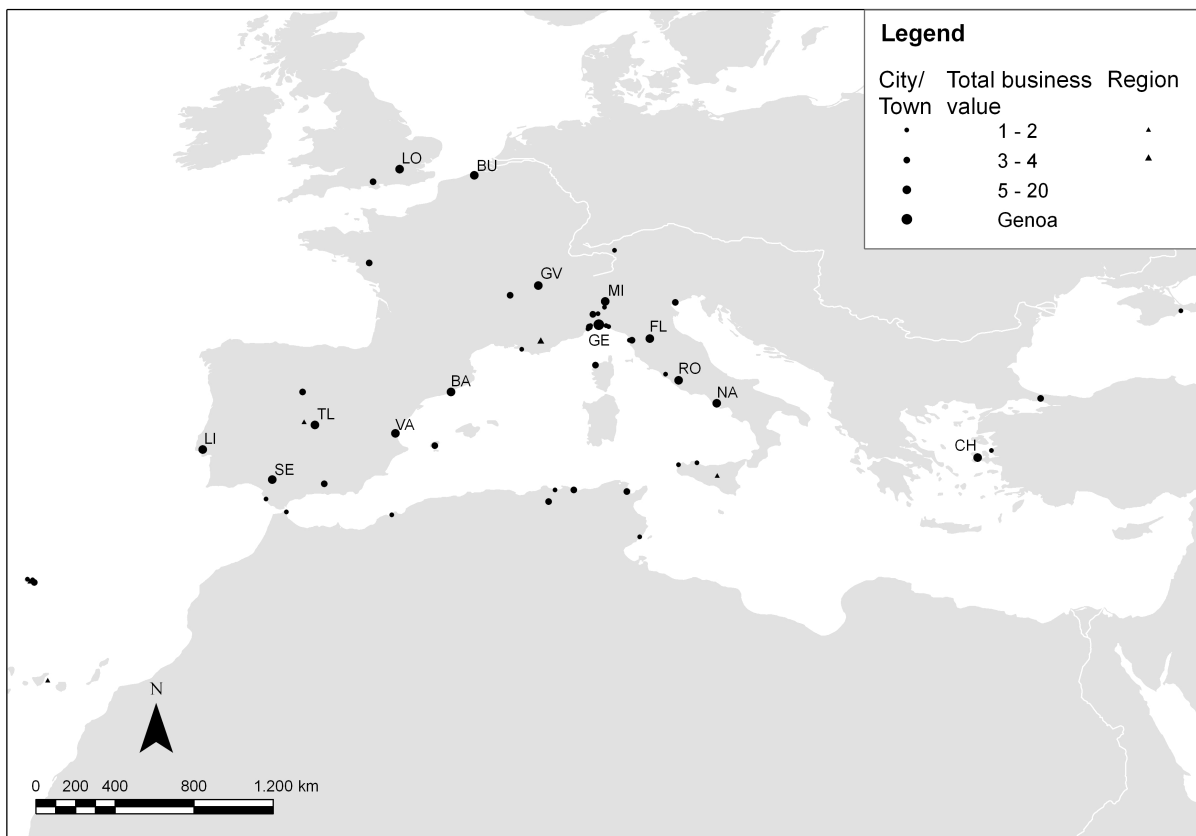 Legend
City/ Total business Region
Town value
1 - 2
3 - 4
5 - 20
Genoa
LO
BU
GV
MI
GE
FL
RO
NA
BA
TL
VA
LI
SE
CH
N
0 200 400 800 1.200 km